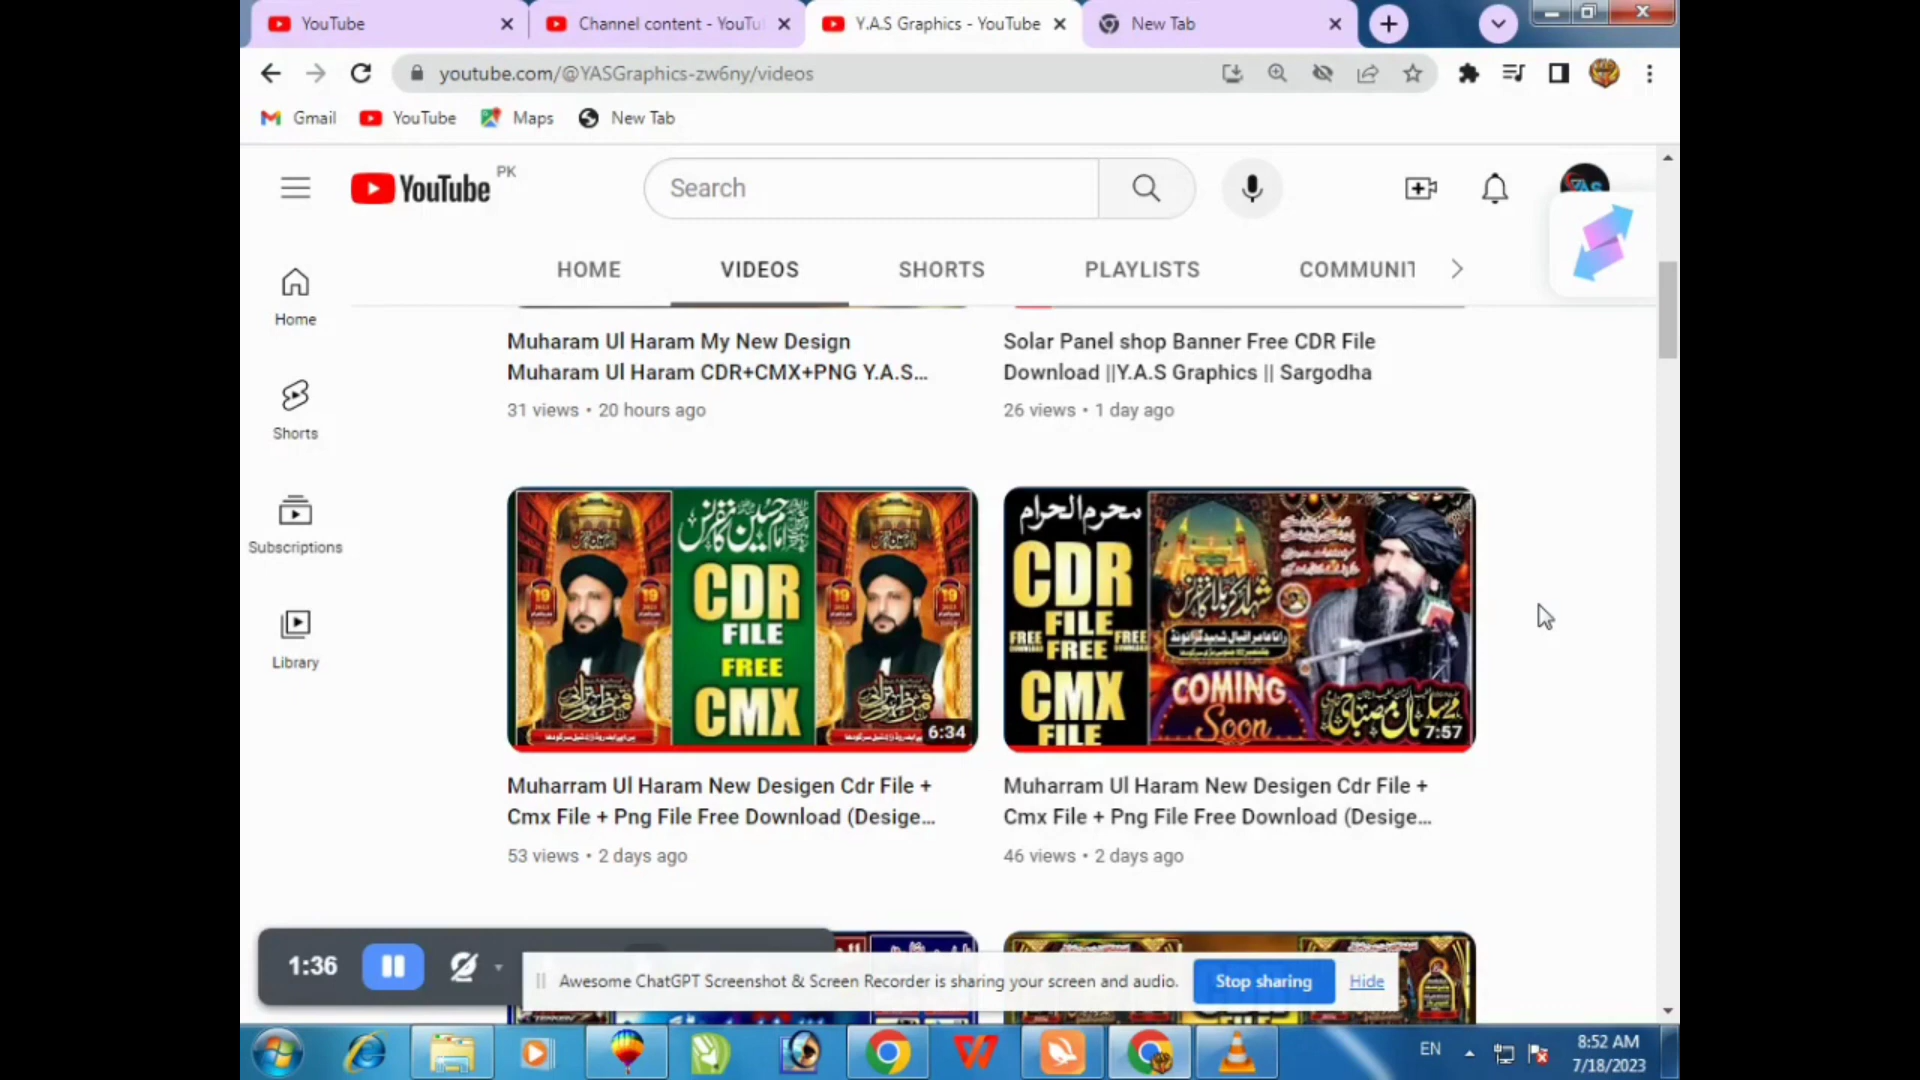 YouTube
Channel content - YouTu
Y.A.S Graphics - YouTube
New Tab
youtube.com/@YASGraphics-zw6ny/videos
Gmail
YouTube
Maps
New Tab
YouTube PK
Search
HOME
VIDEOS
SHORTS
PLAYLISTS
COMMUNIT
Home
Shorts
Subscriptions
Library
Muharam Ul Haram My New Design
Muharam Ul Haram CDR+CMX+PNG Y.A.S...
31 views • 20 hours ago
Solar Panel shop Banner Free CDR File
Download ||Y.A.S Graphics || Sargodha
26 views • 1 day ago
19
امام حسین کانفرنس
CDR
FILE
FREE
CMX
19
6:34
محرم الحرام
CDR
FILE
FREE FREE FREE
CMX
FILE
COMING
Soon
7:57
Muharram Ul Haram New Desigen Cdr File +
Cmx File + Png File Free Download (Desige...
53 views • 2 days ago
Muharram Ul Haram New Desigen Cdr File +
Cmx File + Png File Free Download (Desige...
46 views • 2 days ago
1:36
Awesome ChatGPT Screenshot & Screen Recorder is sharing your screen and audio.
Stop sharing
Hide
EN
8:52 AM
7/18/2023